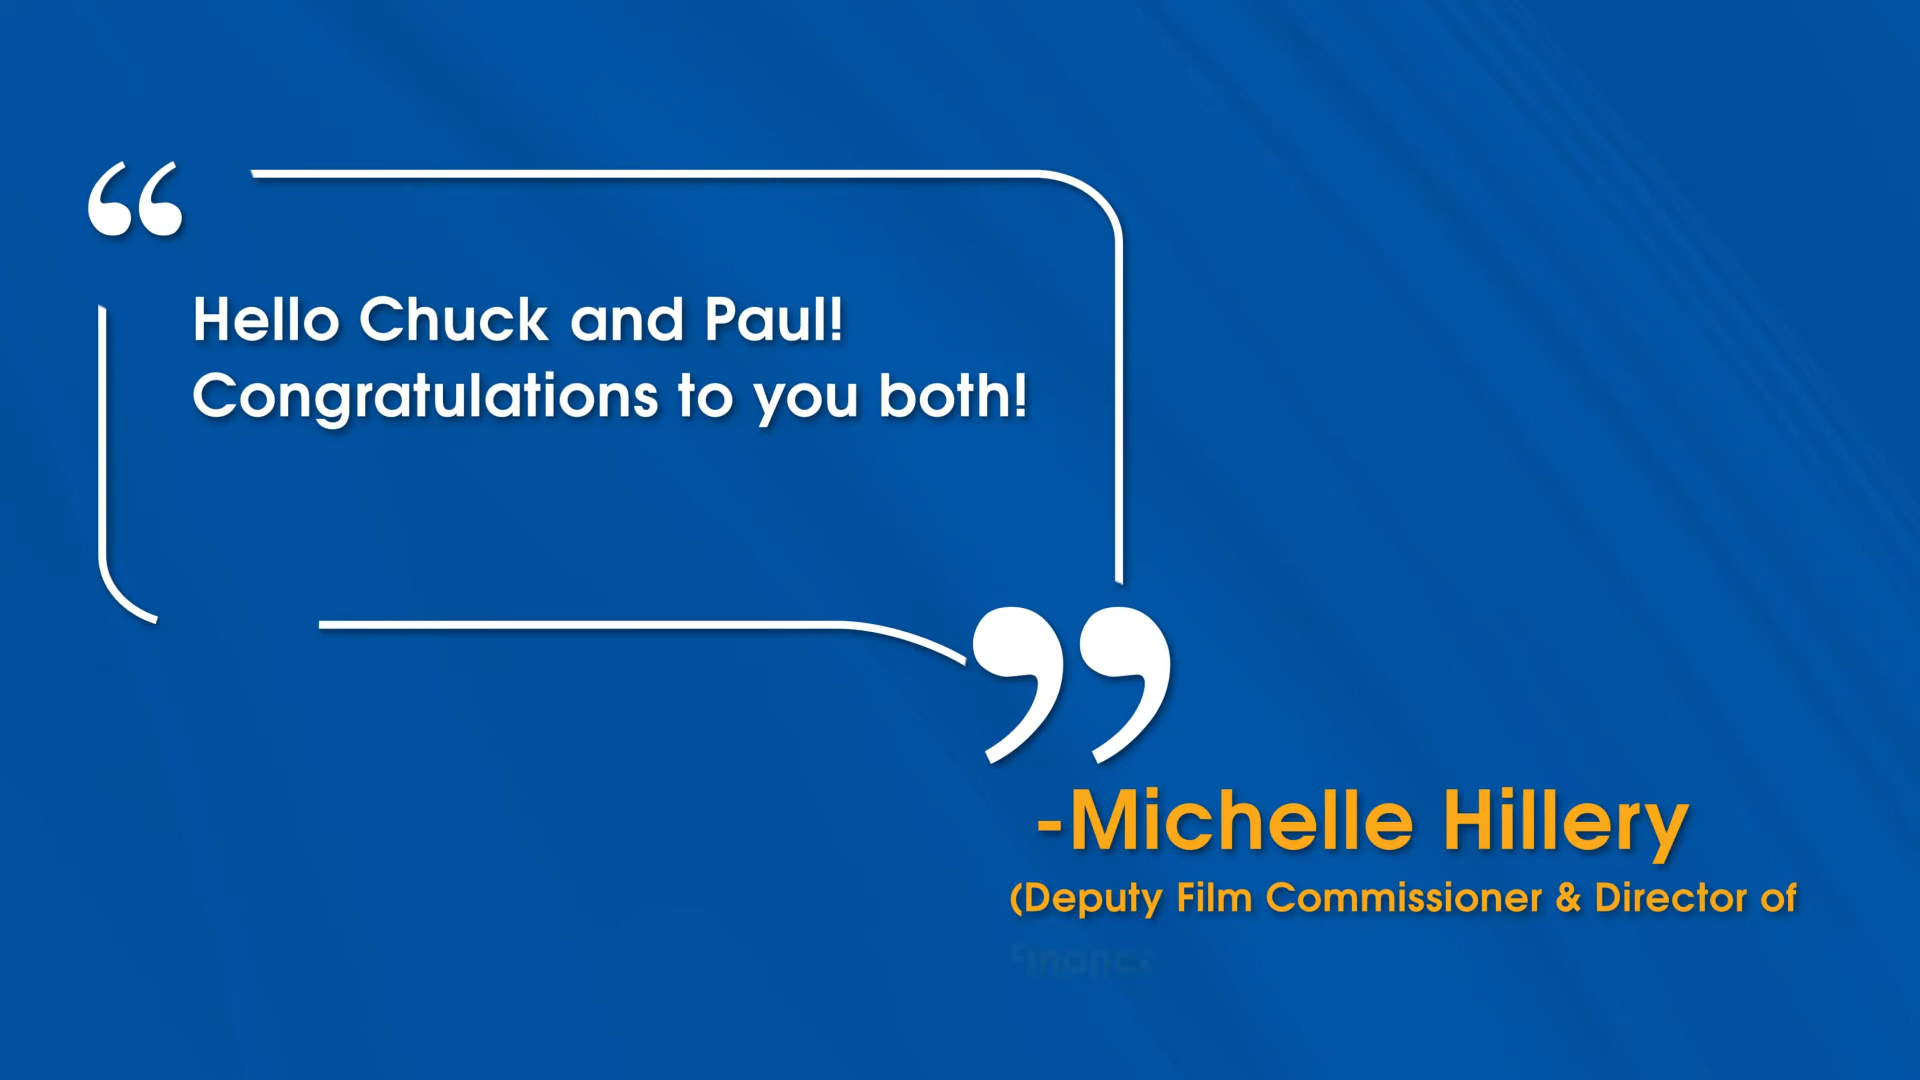 “
Hello Chuck and Paul!
Congratulations to you both!
”
-Michelle Hillery
(Deputy Film Commissioner & Director of